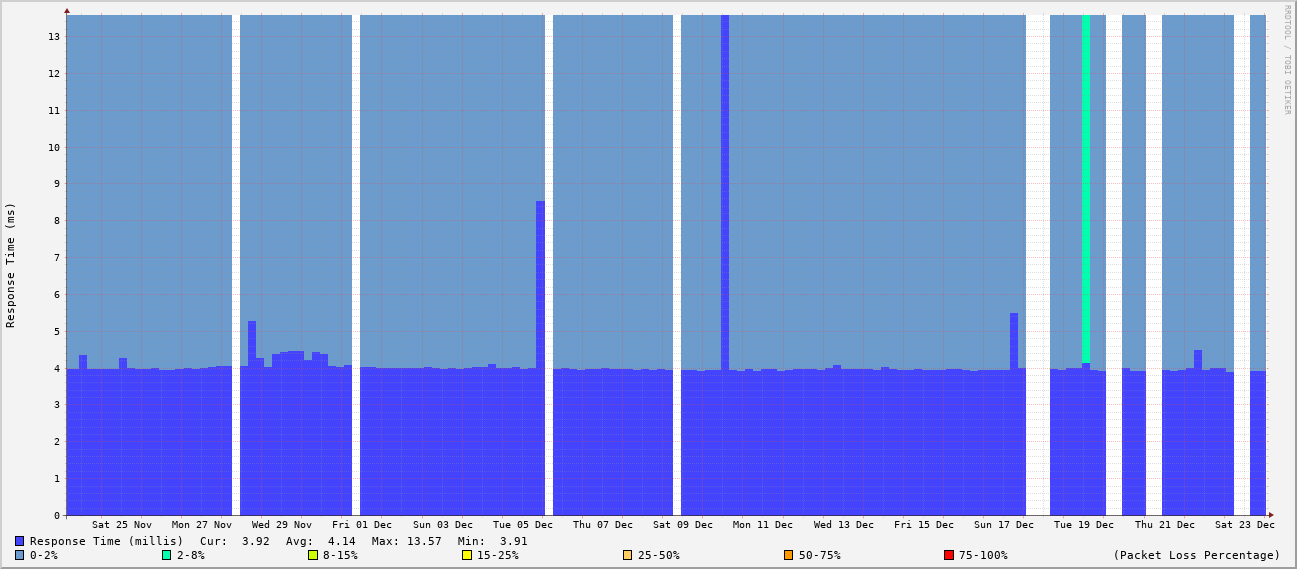 RRDTOOL / TOBI OETIKER
Response Time (ms)
13
12
11
10
9
8
7
6
5
4
3
2
1
0
Sat 25 Nov Mon 27 Nov Wed 29 Nov Fri 01 Dec Sun 03 Dec Tue 05 Dec Thu 07 Dec Sat 09 Dec Mon 11 Dec Wed 13 Dec Fri 15 Dec Sun 17 Dec Tue 19 Dec Thu 21 Dec Sat 23 Dec
Response Time (millis) Cur: 3.92 Avg: 4.14 Max: 13.57 Min: 3.91
0-2% 2-8% 8-15% 15-25% 25-50% 50-75% 75-100% (Packet Loss Percentage)